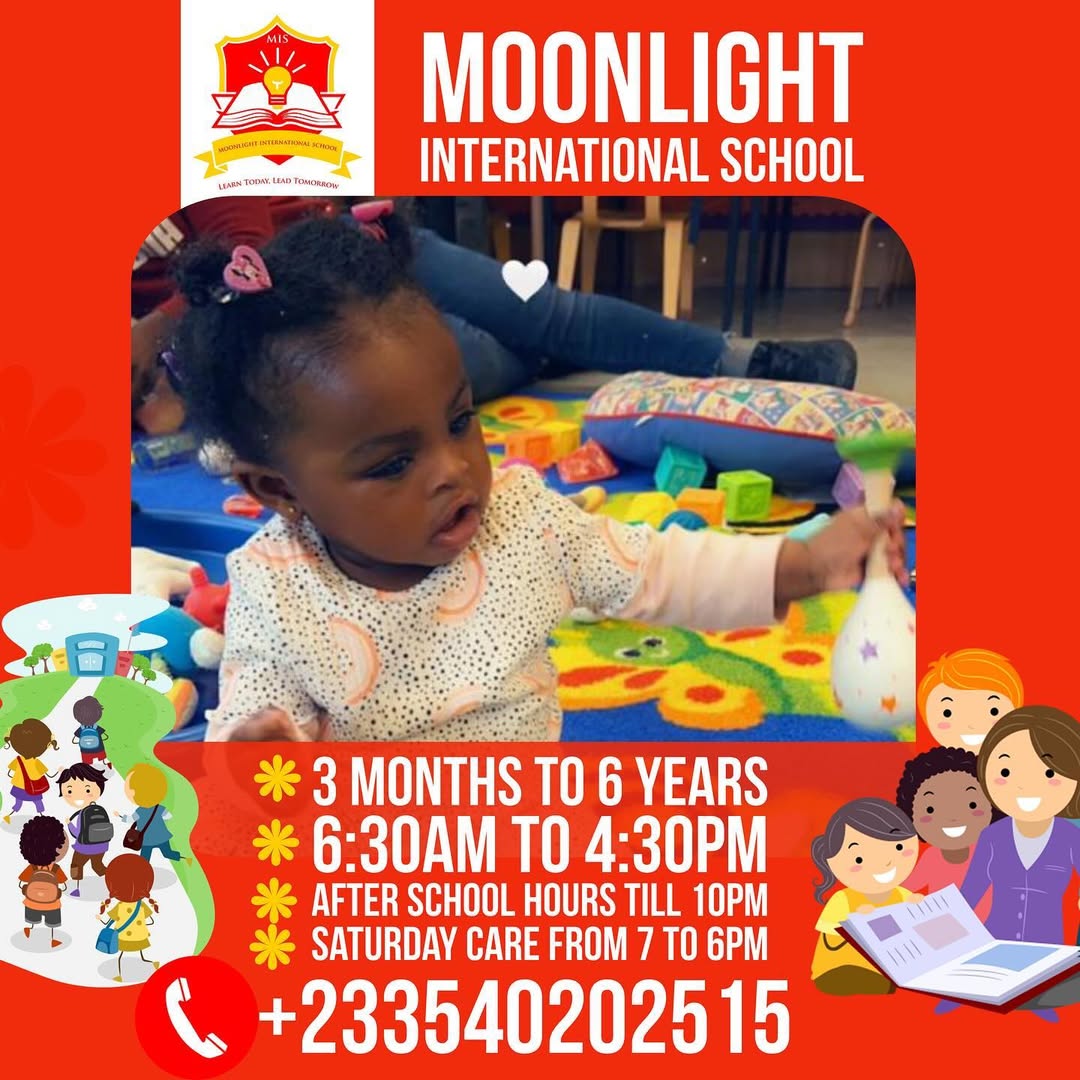 MIS
MOONLIGHT INTERNATIONAL SCHOOL
LEARN TODAY, LEAD TOMORROW
MOONLIGHT
INTERNATIONAL SCHOOL
3 MONTHS TO 6 YEARS
6:30AM TO 4:30PM
AFTER SCHOOL HOURS TILL 10PM
SATURDAY CARE FROM 7 TO 6PM
+233540202515